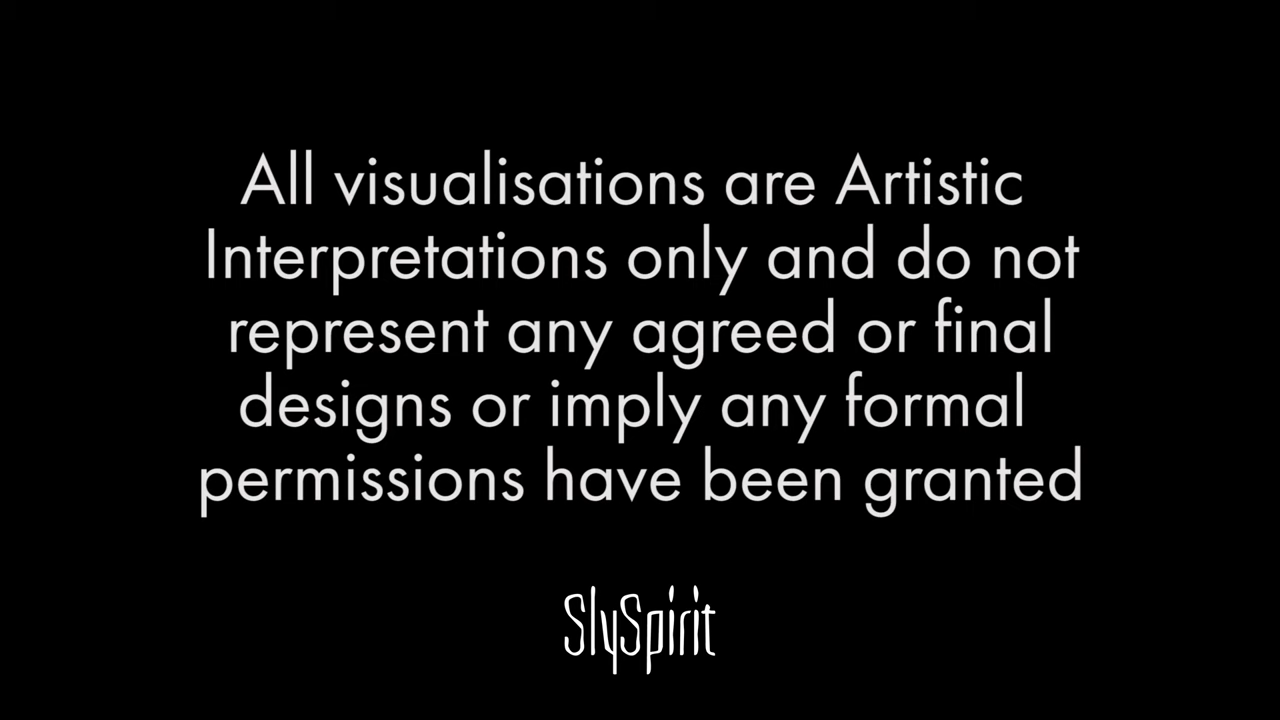 All visualisations are Artistic
Interpretations only and do not
represent any agreed or final
designs or imply any formal
permissions have been granted
SlySpirit